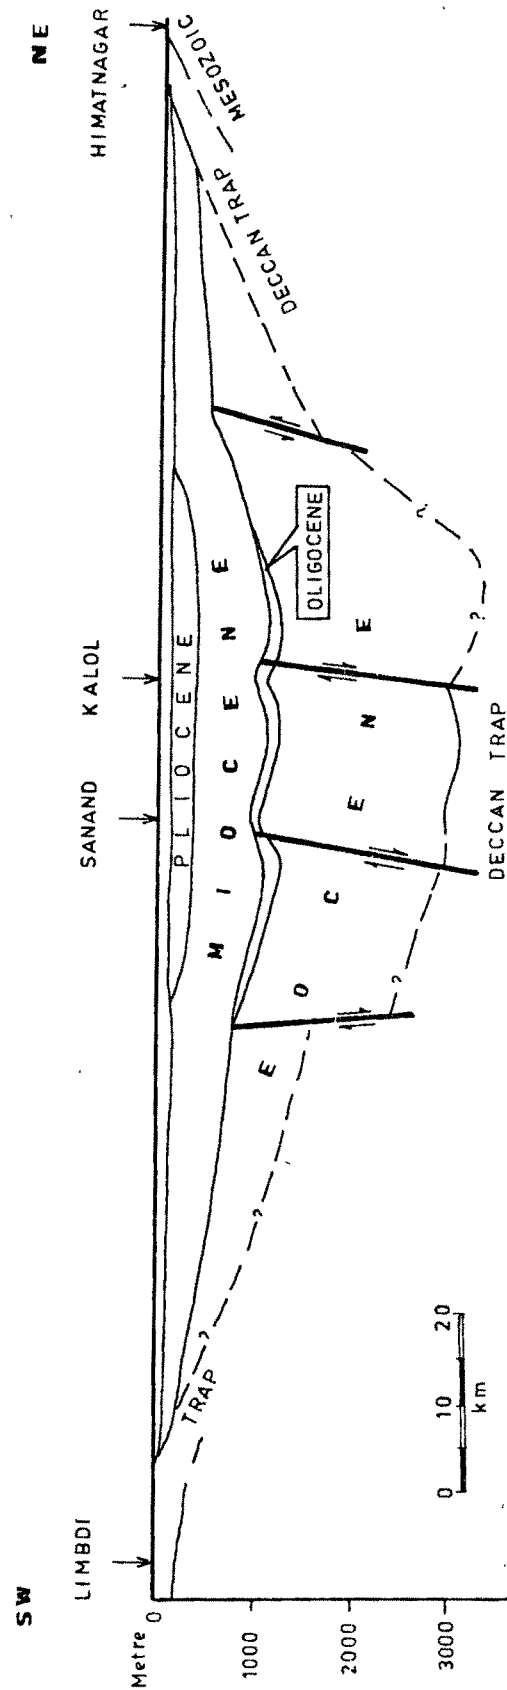 SW
NE
LIMBDI
SANAND
KALOL
HIMATNAGAR
Metre 0
1000
2000
3000
PLIOCENE
MIOCENE
OLIGOCENE
EOCENE
TRAP
DECCAN TRAP
MESOZOIC
DECCAN TRAP
?
?
?
?
?
0 10 20
km